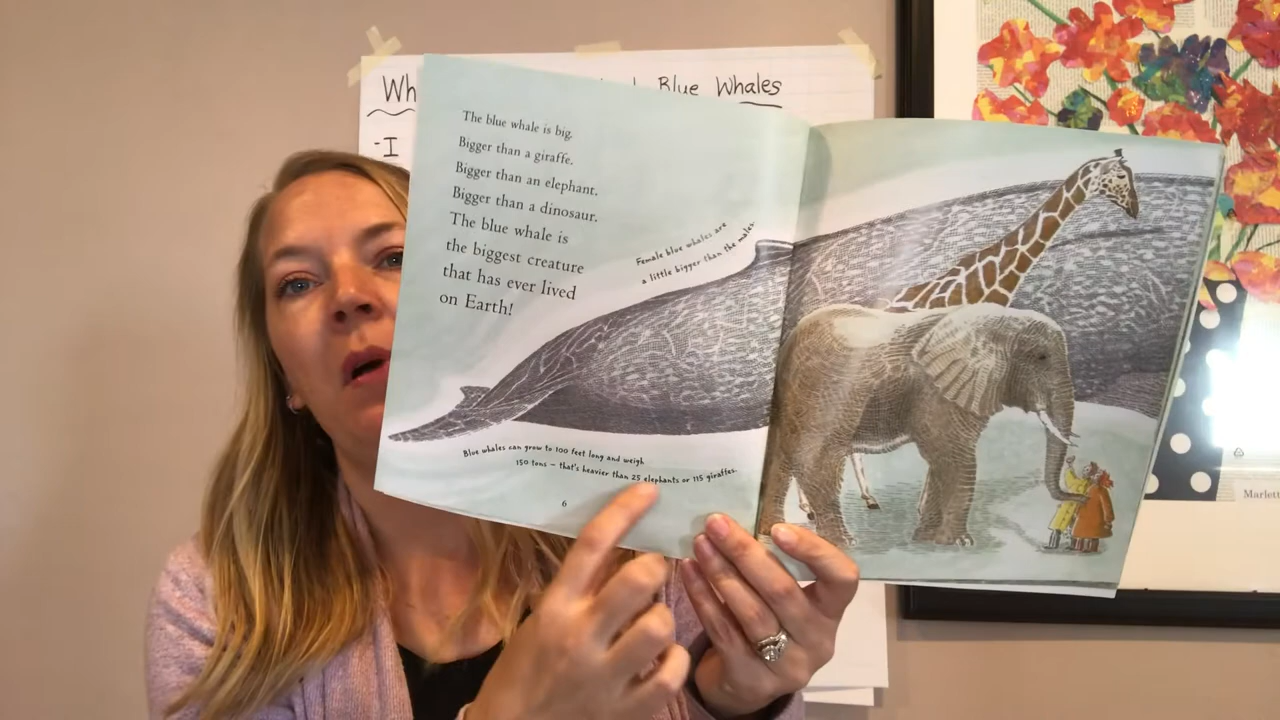 Wh Blue Whales
-I
The blue whale is big.
Bigger than a giraffe.
Bigger than an elephant.
Bigger than a dinosaur.
The blue whale is
the biggest creature
that has ever lived
on Earth!
Female blue whales are
a little bigger than the males.
Blue whales can grow to 100 feet long and weigh
150 tons – that's heavier than 25 elephants or 115 giraffes.
6
Marlett